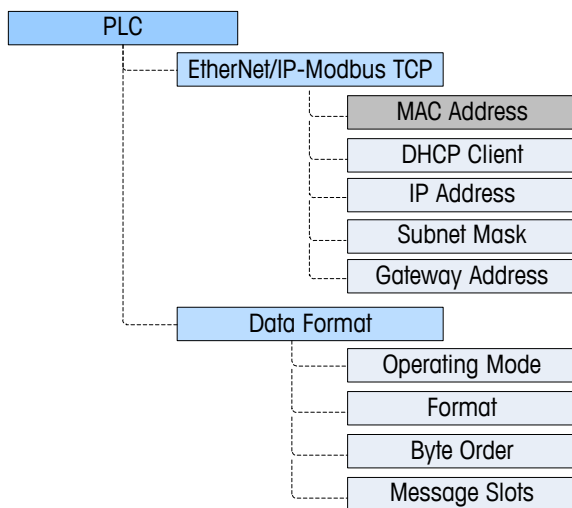 PLC
EtherNet/IP-Modbus TCP
MAC Address
DHCP Client
IP Address
Subnet Mask
Gateway Address
Data Format
Operating Mode
Format
Byte Order
Message Slots